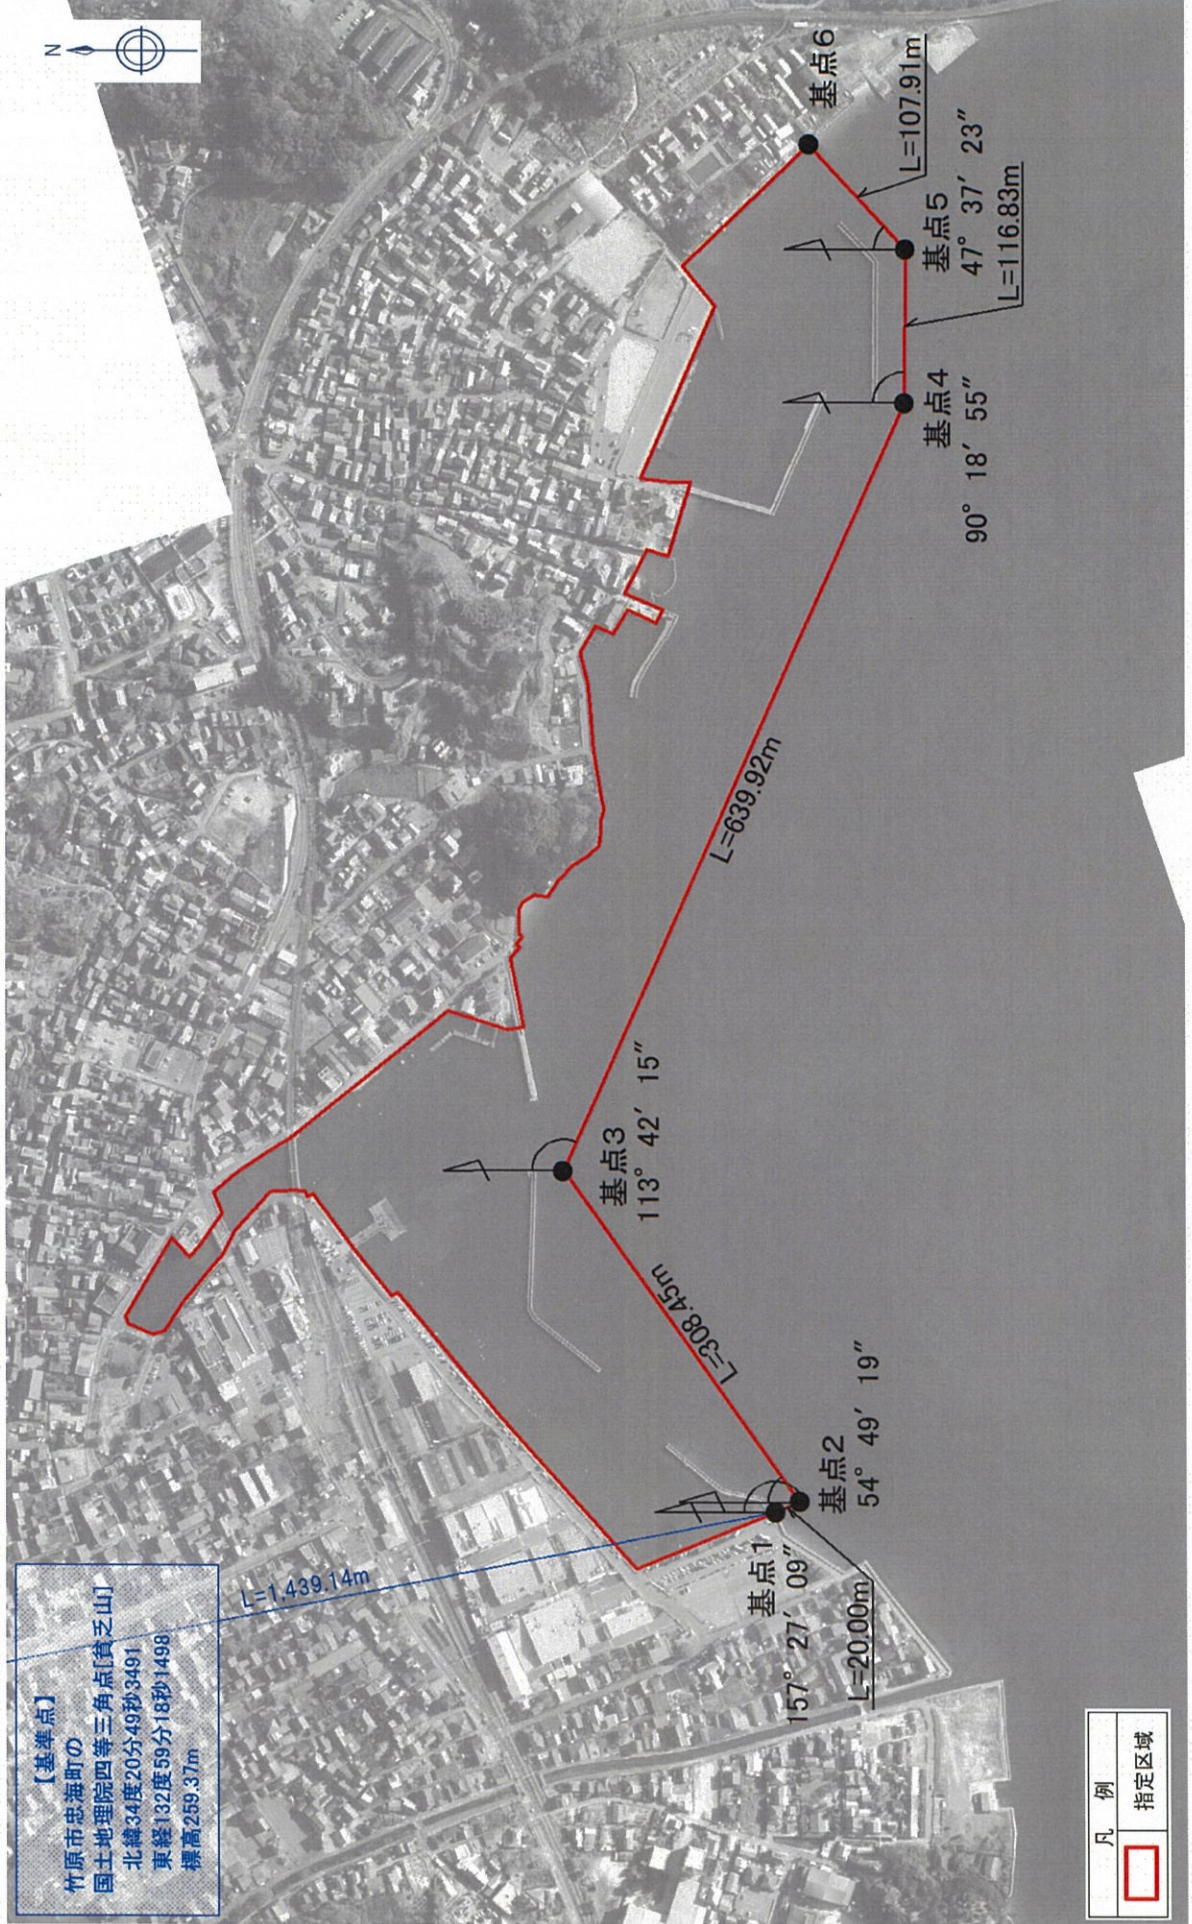 【基準点】
竹原市忠海町の
国土地理院四等三角点[貧乏山]
北緯34度20分49秒3491
東経132度59分18秒1498
標高259.37m
N
L=1,439.14m
基点1
157° 27′ 09″
L=20.00m
基点2
54° 49′ 19″
L=308.45m
基点3
113° 42′ 15″
L=639.92m
基点4
90° 18′ 55″
L=116.83m
基点5
47° 37′ 23″
L=107.91m
基点6
凡 例
指定区域